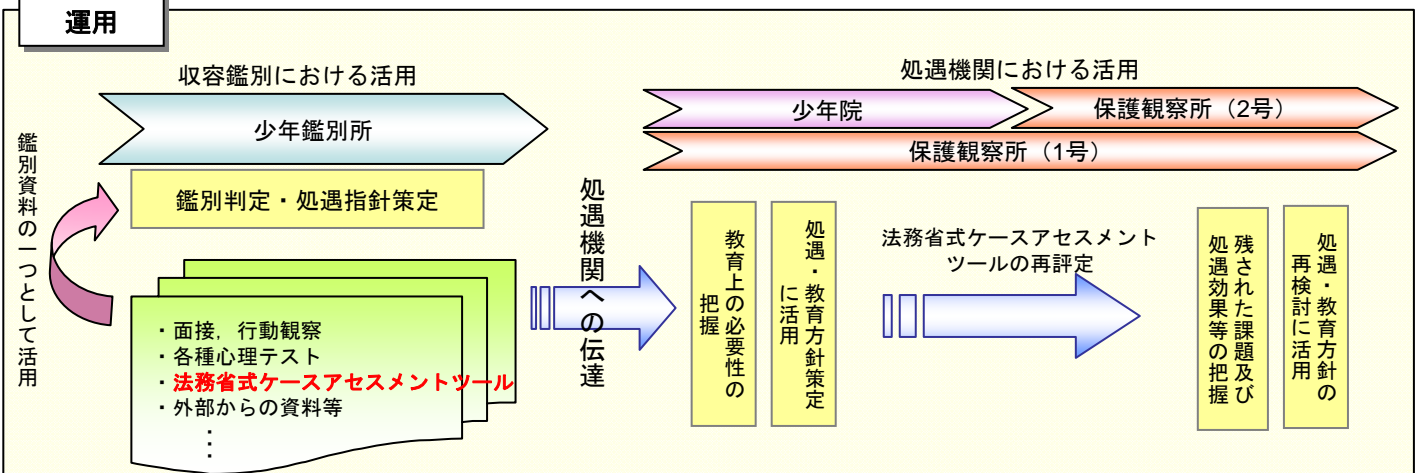 運用
収容鑑別における活用
少年鑑別所
鑑別判定・処遇指針策定
鑑別資料の一つとして活用
・面接，行動観察
・各種心理テスト
・法務省式ケースアセスメントツール
・外部からの資料等
：
処遇機関への伝達
処遇機関における活用
少年院
保護観察所（2号）
保護観察所（1号）
教育上の必要性の
把握
処遇・教育方針策定
に活用
法務省式ケースアセスメント
ツールの再評定
残された課題及び
処遇効果等の把握
処遇・教育方針の
再検討に活用